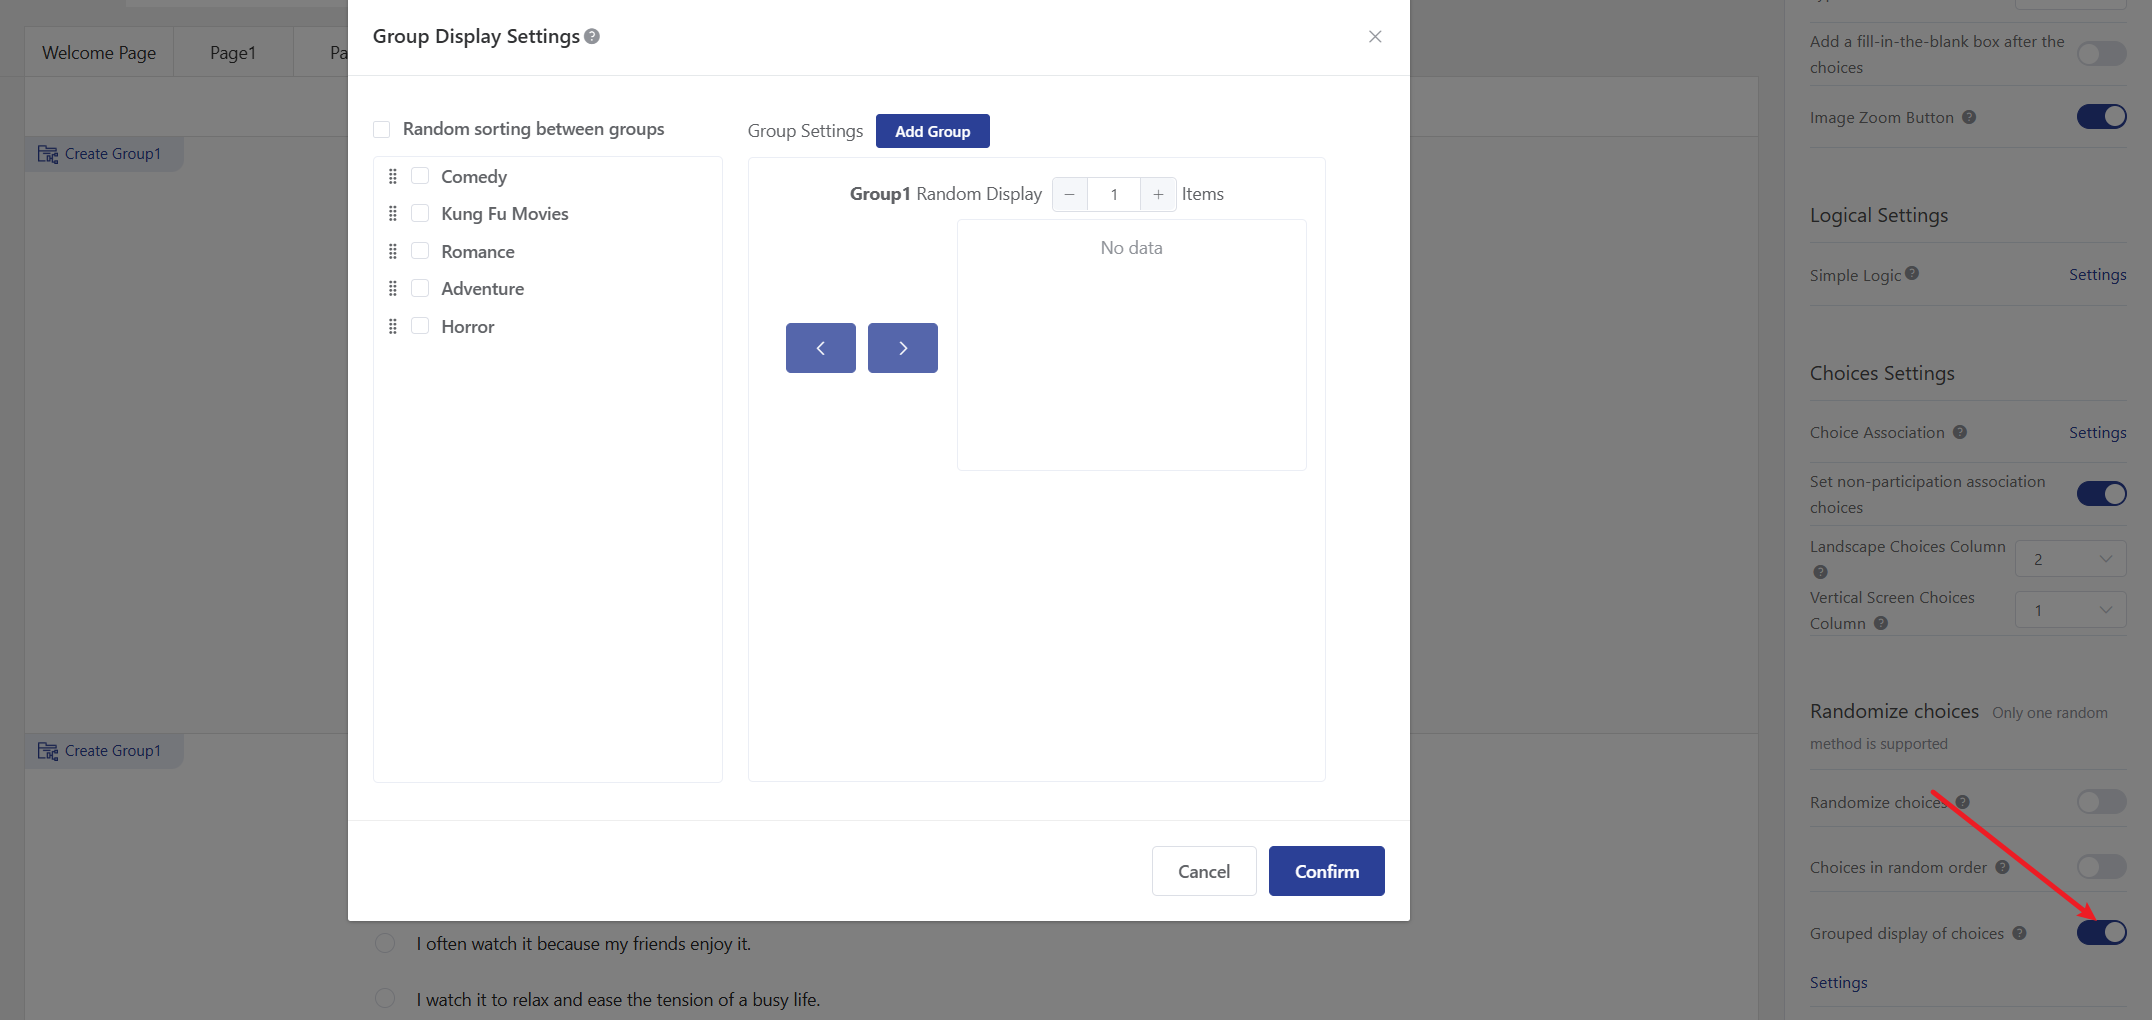 Group Display Settings
Welcome Page
Page1
Pa
Create Group1
Random sorting between groups
Comedy
Kung Fu Movies
Romance
Adventure
Horror
Group Settings
Add Group
Group1 Random Display 1 Items
No data
Cancel
Confirm
Create Group1
I often watch it because my friends enjoy it.
I watch it to relax and ease the tension of a busy life.
Add a fill-in-the-blank box after the
choices
Image Zoom Button
Logical Settings
Simple Logic
Settings
Choices Settings
Choice Association
Settings
Set non-participation association
choices
Landscape Choices Column
2
Vertical Screen Choices
Column
1
Randomize choices Only one random
method is supported
Randomize choices
Choices in random order
Grouped display of choices
Settings